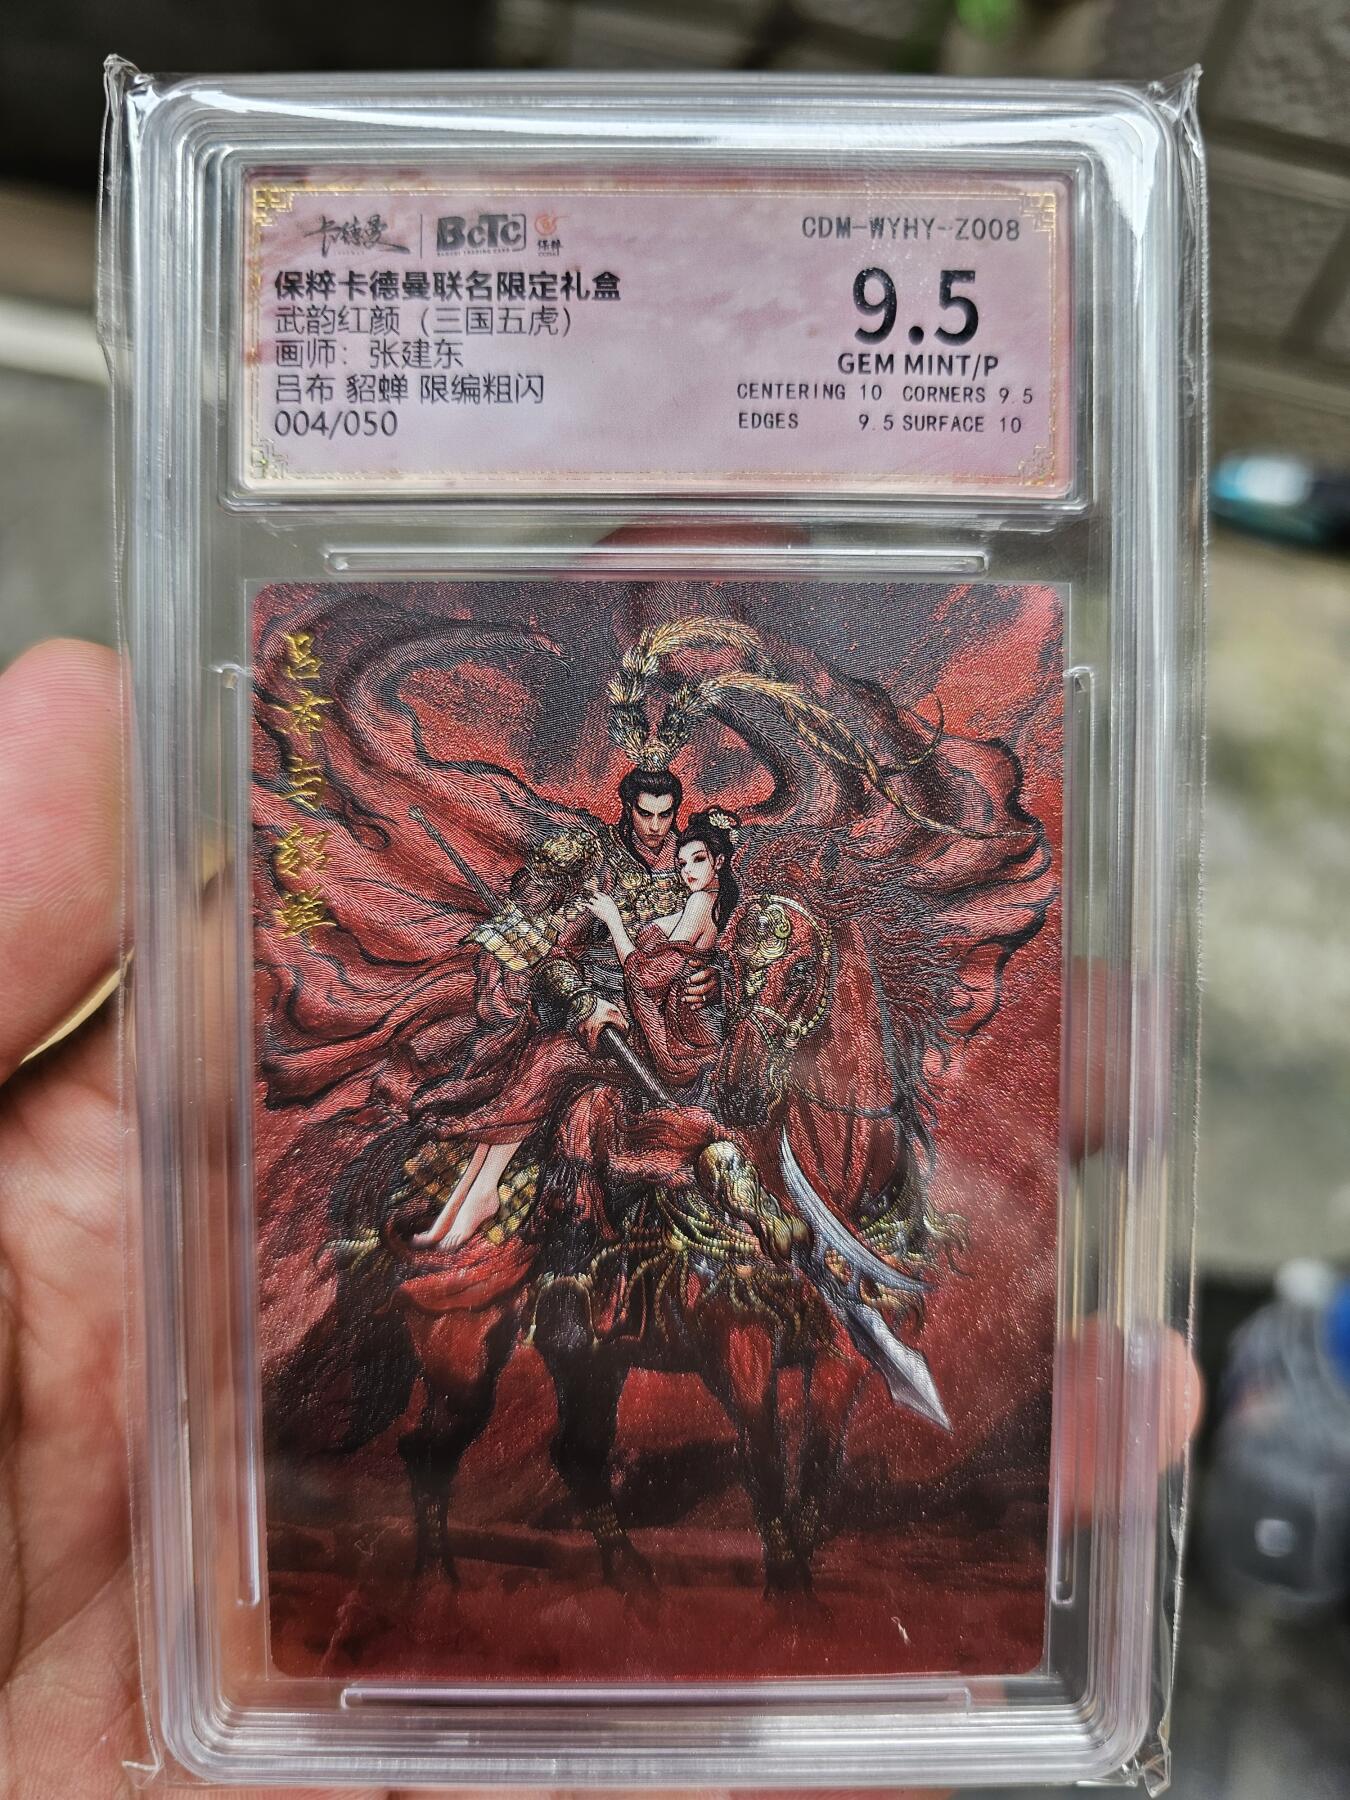 卡德曼 BCTC 保粹
CDM-WYHY-Z008
保粹卡德曼联名限定礼盒
武韵红颜（三国五虎）
画师：张建东
吕布 貂蝉 限编粗闪
004/050
9.5
GEM MINT/P
CENTERING 10 CORNERS 9.5
EDGES 9.5 SURFACE 10
吕布与貂蝉